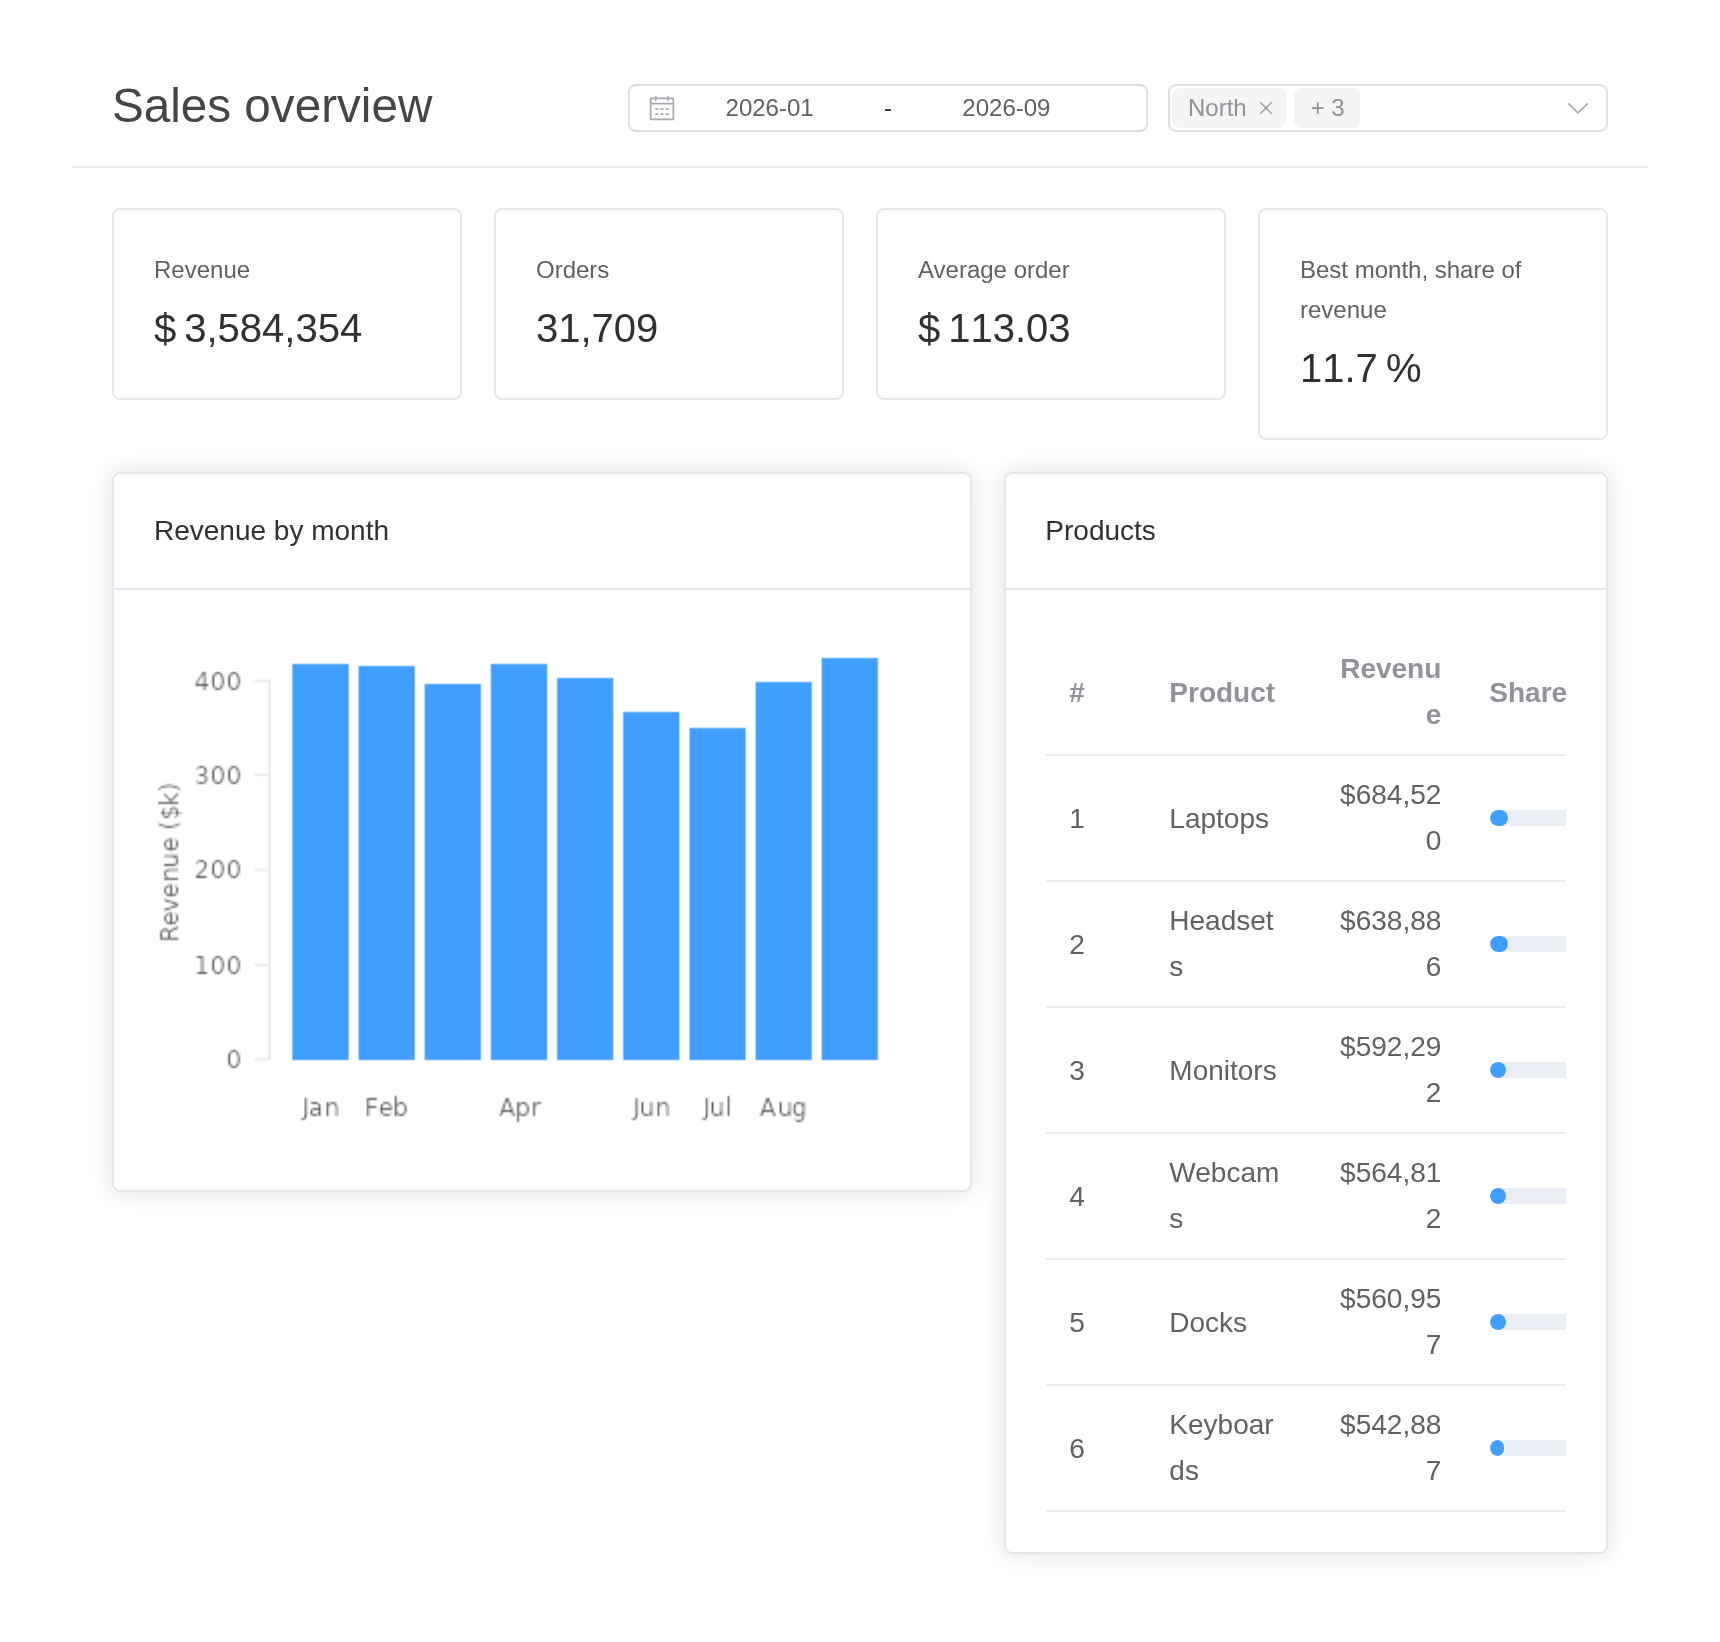 Sales overview
2026-01 - 2026-09
North + 3
Revenue
$ 3,584,354
Orders
31,709
Average order
$ 113.03
Best month, share of
revenue
11.7 %
Revenue by month
Revenue ($k)
400
300
200
100
0
Jan Feb Apr Jun Jul Aug
Products
# Product Revenu
e Share
1 Laptops $684,52
0
2 Headset
s $638,88
6
3 Monitors $592,29
2
4 Webcam
s $564,81
2
5 Docks $560,95
7
6 Keyboar
ds $542,88
7